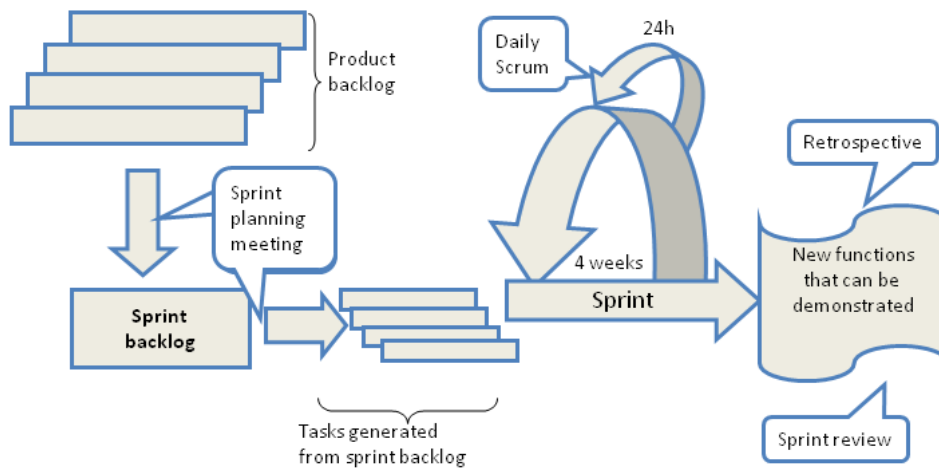 Product
backlog
Sprint
planning
meeting
Sprint
backlog
Tasks generated
from sprint backlog
Daily
Scrum
24h
4 weeks
Sprint
Retrospective
New functions
that can be
demonstrated
Sprint review